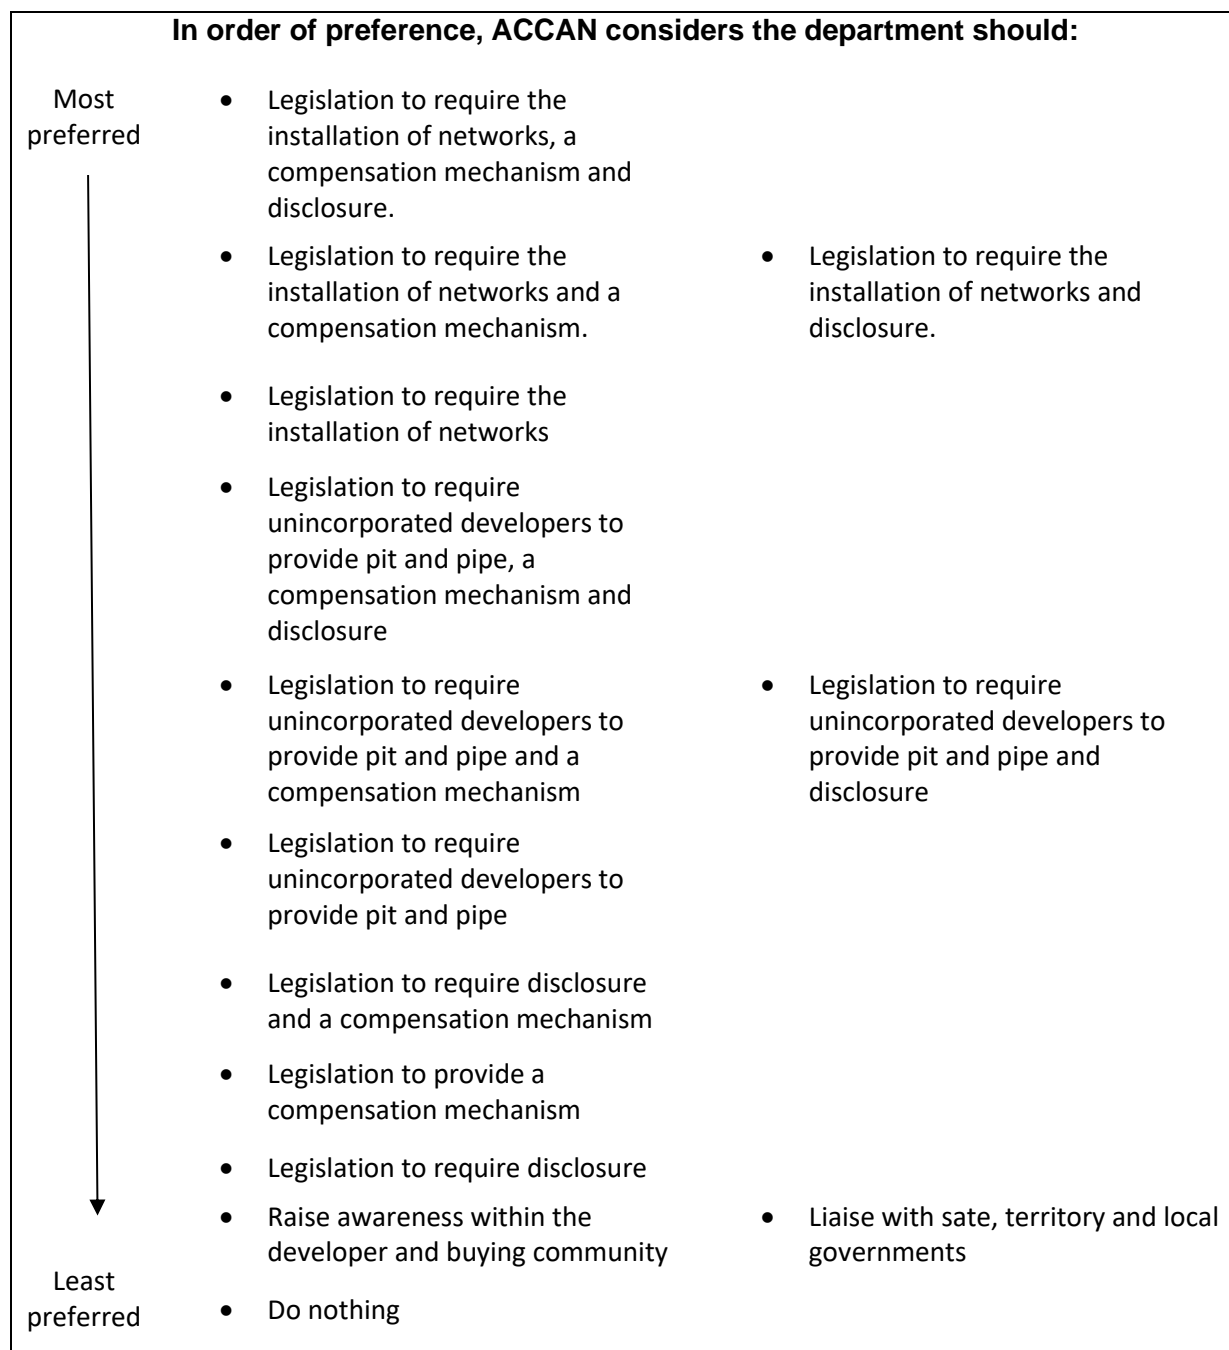 In order of preference, ACCAN considers the department should:
Most
preferred
• Legislation to require the
installation of networks, a
compensation mechanism and
disclosure.
• Legislation to require the
installation of networks and a
compensation mechanism.
• Legislation to require the
installation of networks and
disclosure.
• Legislation to require the
installation of networks
• Legislation to require
unincorporated developers to
provide pit and pipe, a
compensation mechanism and
disclosure
• Legislation to require
unincorporated developers to
provide pit and pipe and a
compensation mechanism
• Legislation to require
unincorporated developers to
provide pit and pipe and
disclosure
• Legislation to require
unincorporated developers to
provide pit and pipe
• Legislation to require disclosure
and a compensation mechanism
• Legislation to provide a
compensation mechanism
• Legislation to require disclosure
• Raise awareness within the
developer and buying community
• Liaise with sate, territory and local
governments
Least
preferred
• Do nothing